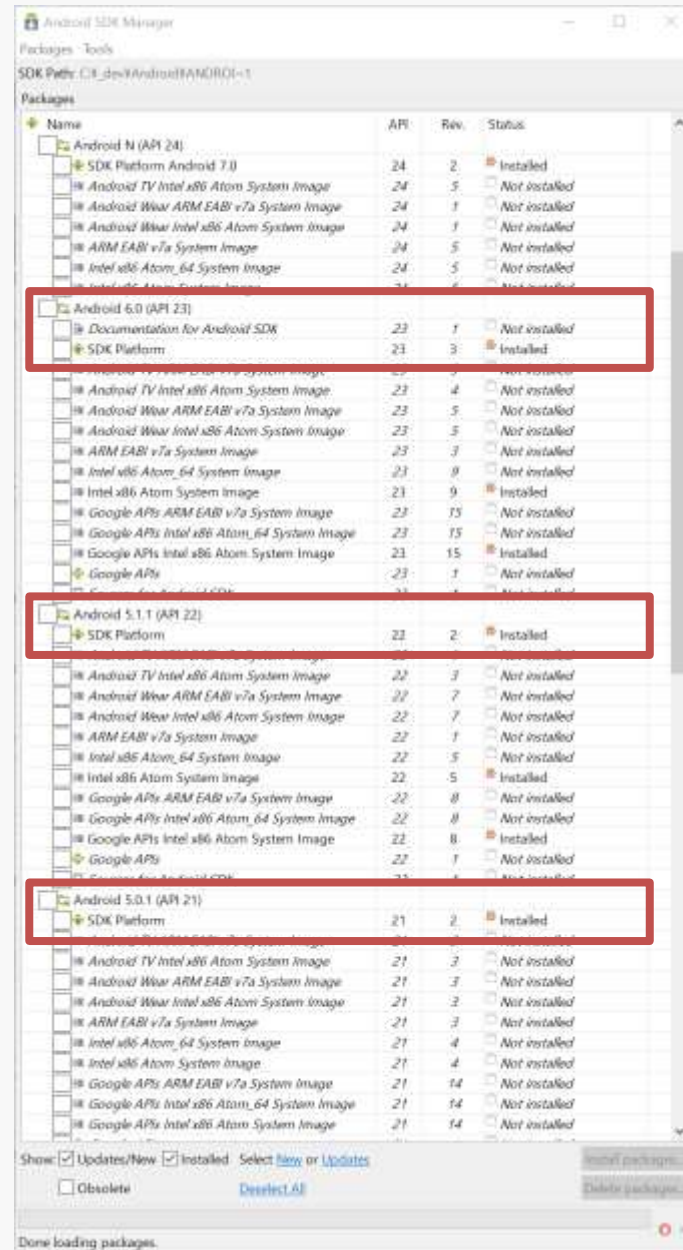 Android SDK Manager
Packages Tools
SDK Path: C:¥_dev¥Android¥ANDROI~1
Packages
Name API Rev. Status
Android N (API 24)
SDK Platform Android 7.0 24 2 Installed
Android TV Intel x86 Atom System Image 24 5 Not installed
Android Wear ARM EABI v7a System Image 24 1 Not installed
Android Wear Intel x86 Atom System Image 24 1 Not installed
ARM EABI v7a System Image 24 5 Not installed
Intel x86 Atom_64 System Image 24 5 Not installed
Android 6.0 (API 23)
Documentation for Android SDK 23 1 Not installed
SDK Platform 23 3 Installed
Android TV Intel x86 Atom System Image 23 4 Not installed
Android Wear ARM EABI v7a System Image 23 5 Not installed
Android Wear Intel x86 Atom System Image 23 5 Not installed
ARM EABI v7a System Image 23 3 Not installed
Intel x86 Atom_64 System Image 23 9 Not installed
Intel x86 Atom System Image 23 9 Installed
Google APIs ARM EABI v7a System Image 23 15 Not installed
Google APIs Intel x86 Atom_64 System Image 23 15 Not installed
Google APIs Intel x86 Atom System Image 23 15 Installed
Google APIs 23 1 Not installed
Android 5.1.1 (API 22)
SDK Platform 22 2 Installed
Android TV Intel x86 Atom System Image 22 3 Not installed
Android Wear ARM EABI v7a System Image 22 7 Not installed
Android Wear Intel x86 Atom System Image 22 7 Not installed
ARM EABI v7a System Image 22 1 Not installed
Intel x86 Atom_64 System Image 22 5 Not installed
Intel x86 Atom System Image 22 5 Installed
Google APIs ARM EABI v7a System Image 22 8 Not installed
Google APIs Intel x86 Atom_64 System Image 22 8 Not installed
Google APIs Intel x86 Atom System Image 22 8 Installed
Google APIs 22 1 Not installed
Android 5.0.1 (API 21)
SDK Platform 21 2 Installed
Android TV Intel x86 Atom System Image 21 3 Not installed
Android Wear ARM EABI v7a System Image 21 3 Not installed
Android Wear Intel x86 Atom System Image 21 3 Not installed
ARM EABI v7a System Image 21 3 Not installed
Intel x86 Atom_64 System Image 21 4 Not installed
Intel x86 Atom System Image 21 4 Not installed
Google APIs ARM EABI v7a System Image 21 14 Not installed
Google APIs Intel x86 Atom_64 System Image 21 14 Not installed
Google APIs Intel x86 Atom System Image 21 14 Not installed
Show: Updates/New Installed Select New or Updates Install packages...
Obsolete Deselect All Delete packages...
Done loading packages.